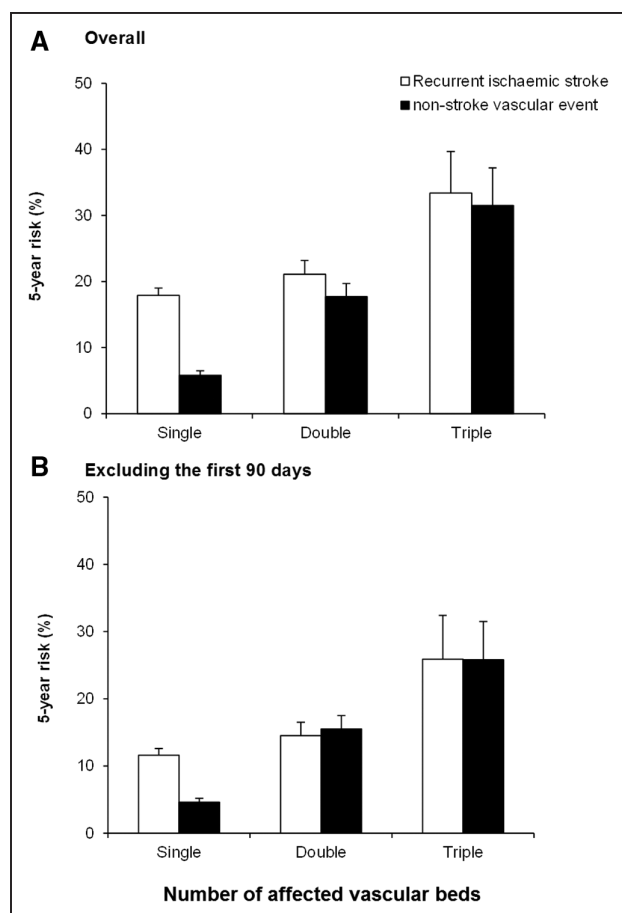 A Overall
50
Recurrent ischaemic stroke
non-stroke vascular event
40
30
20
10
0
5-year risk (%)
Single Double Triple
B Excluding the first 90 days
50
40
30
20
10
0
5-year risk (%)
Single Double Triple
Number of affected vascular beds